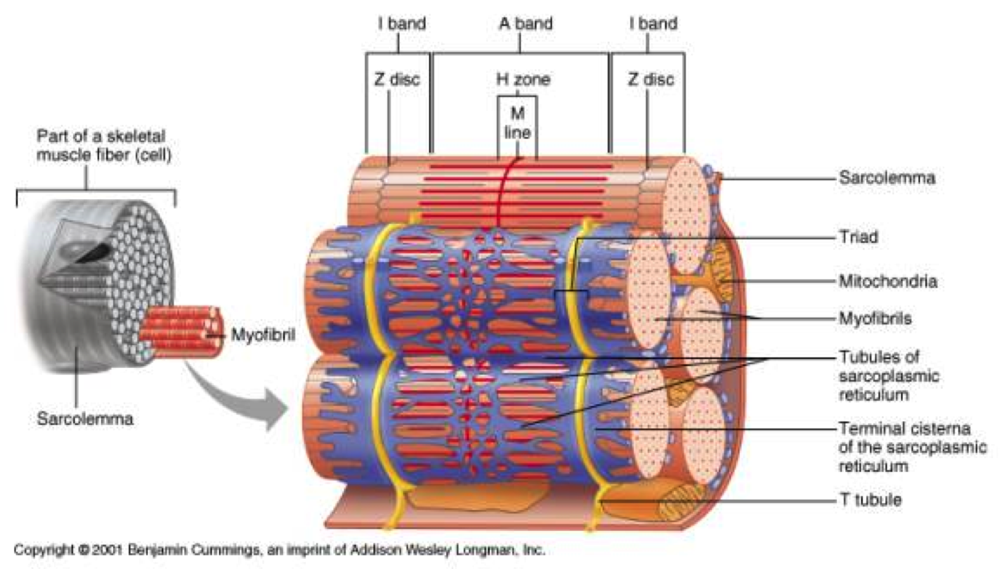 I band
A band
I band
Z disc
H zone
Z disc
M
line
Part of a skeletal
muscle fiber (cell)
Sarcolemma
Triad
Mitochondria
Myofibrils
Myofibril
Tubules of
sarcoplasmic
reticulum
Sarcolemma
Terminal cisterna
of the sarcoplasmic
reticulum
T tubule
Copyright © 2001 Benjamin Cummings, an imprint of Addison Wesley Longman, Inc.